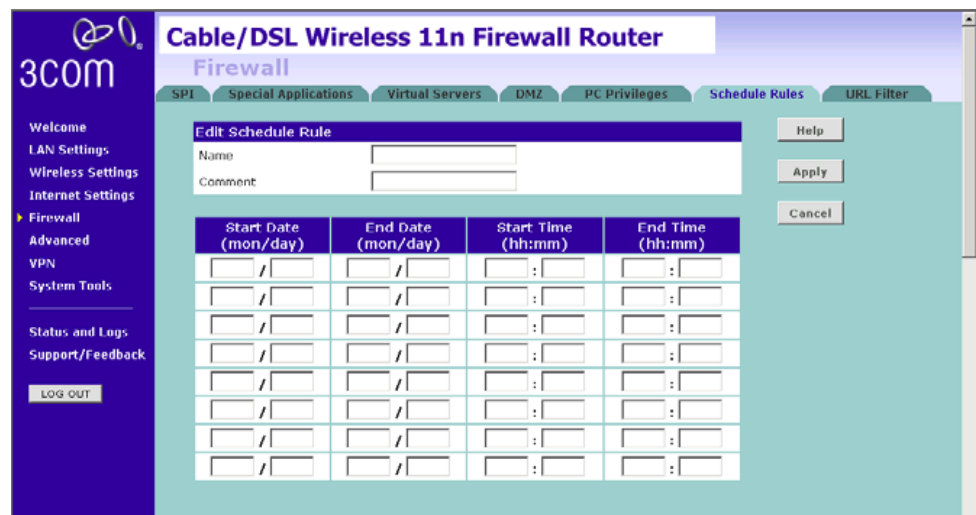 3COM
Cable/DSL Wireless 11n Firewall Router
Firewall
SPI Special Applications Virtual Servers DMZ PC Privileges Schedule Rules URL Filter
Welcome
LAN Settings
Wireless Settings
Internet Settings
Firewall
Advanced
VPN
System Tools
Status and Logs
Support/Feedback
LOG OUT
Edit Schedule Rule
Name
Comment
Start Date (mon/day) End Date (mon/day) Start Time (hh:mm) End Time (hh:mm)
/ / : :
/ / : :
/ / : :
/ / : :
/ / : :
/ / : :
/ / : :
/ / : :
Help
Apply
Cancel